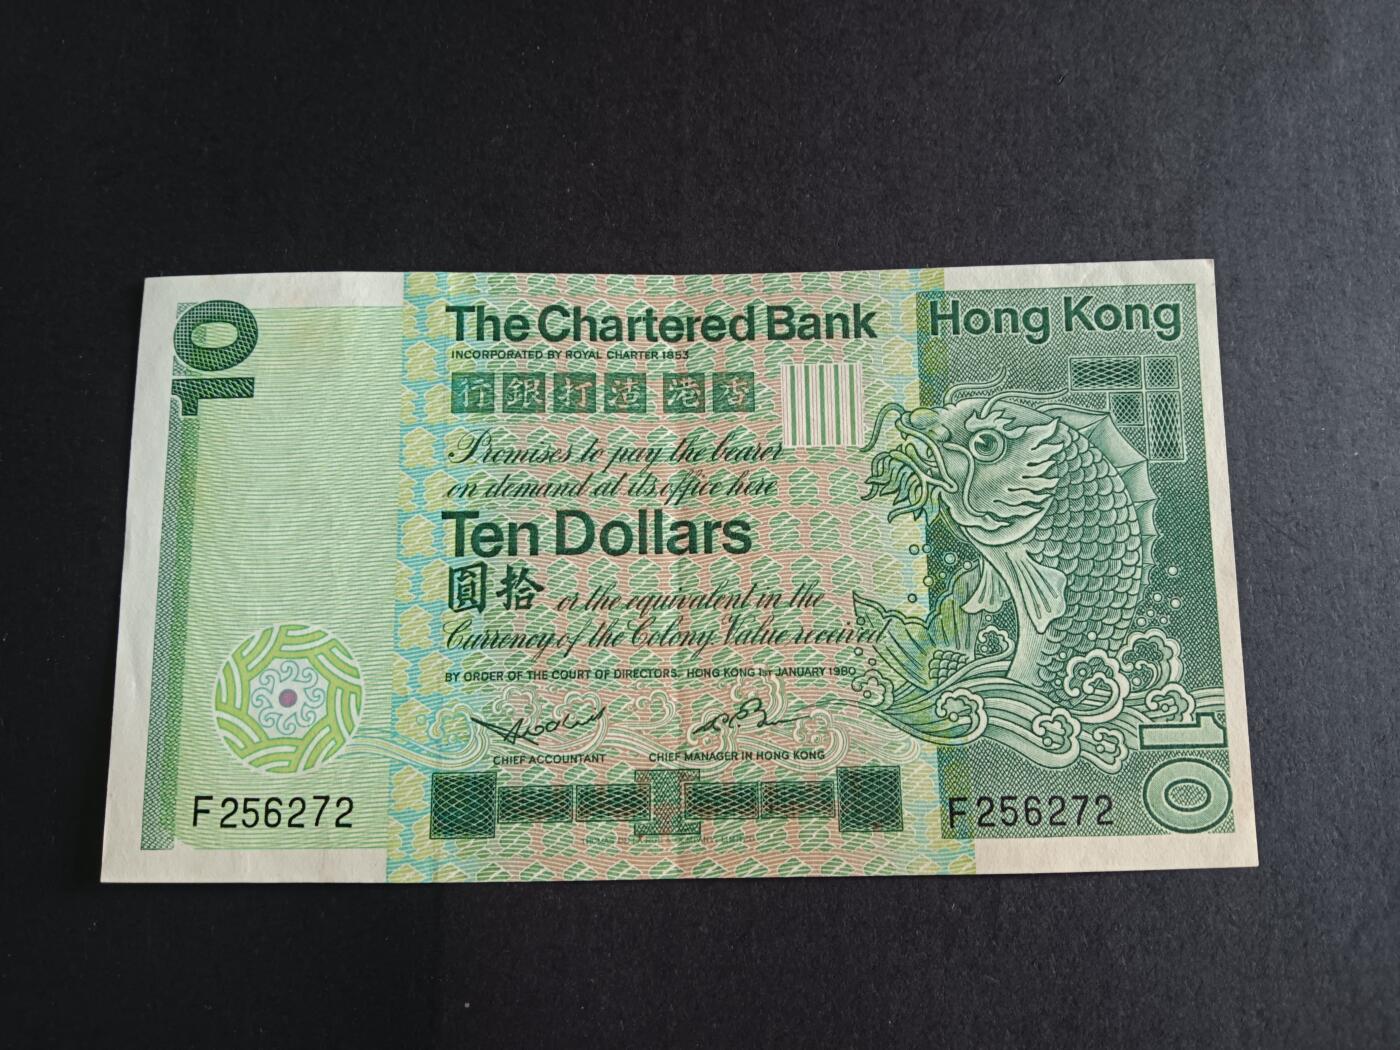 10
The Chartered Bank
Hong Kong
INCORPORATED BY ROYAL CHARTER 1853
行銀打渣港香
Promises to pay the bearer
on demand at its office here
Ten Dollars
圓拾 or the equivalent in the
Currency of the Colony Value received
BY ORDER OF THE COURT OF DIRECTORS. HONG KONG 1ST JANUARY 1980
CHIEF ACCOUNTANT
CHIEF MANAGER IN HONG KONG
10
F256272
F256272